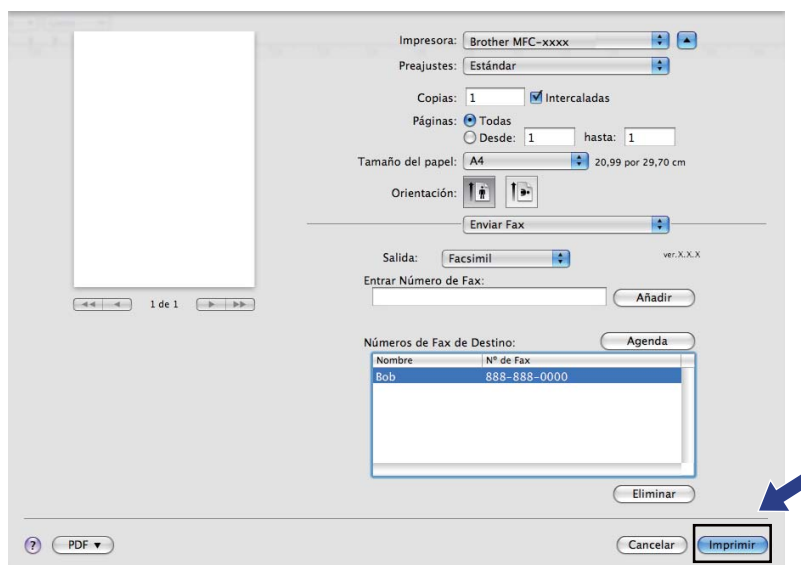 Impresora: Brother MFC-xxxx
Preajustes: Estándar
Copias: 1 Intercaladas
Páginas: Todas
Desde: 1 hasta: 1
Tamaño del papel: A4 20,99 por 29,70 cm
Orientación:
Enviar Fax
Salida: Facsimil ver.X.X.X
Entrar Número de Fax:
Añadir
1 de 1
Números de Fax de Destino: Agenda
Nombre Nº de Fax
Bob 888-888-0000
Eliminar
? PDF Cancelar Imprimir